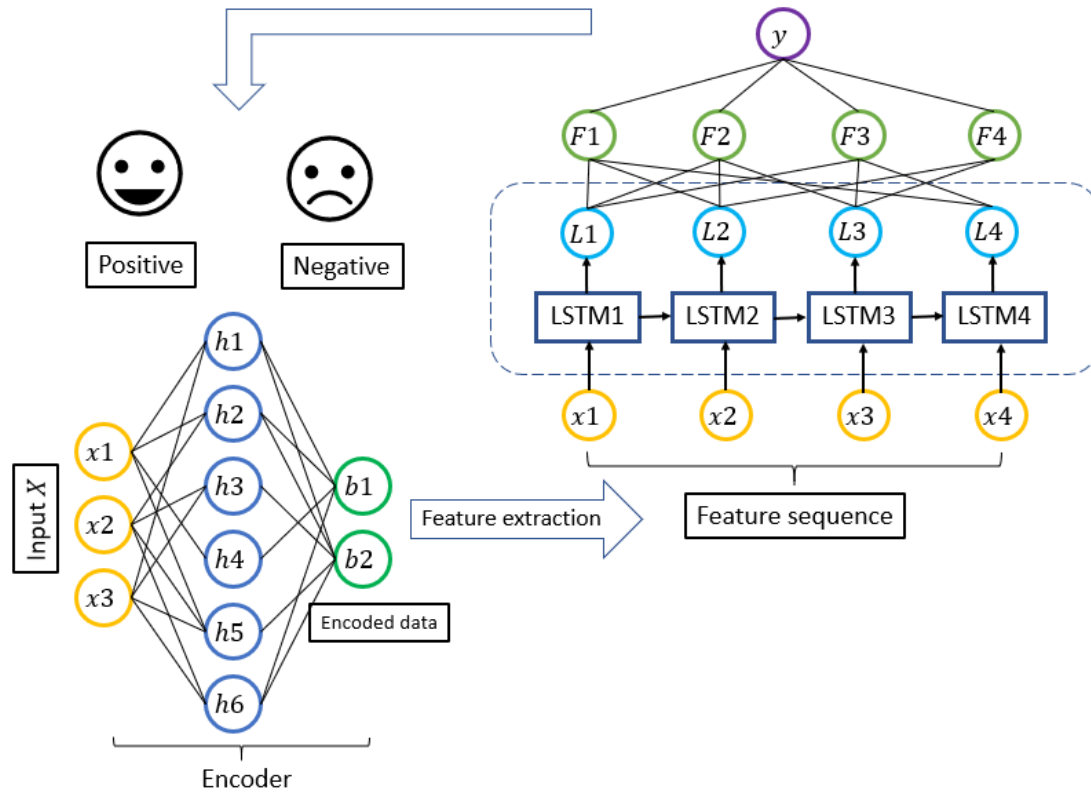 y
F1 F2 F3 F4
L1 L2 L3 L4
LSTM1 LSTM2 LSTM3 LSTM4
x1 x2 x3 x4
Feature sequence
Positive
Negative
Input X
x1
x2
x3
h1
h2
h3
h4
h5
h6
b1
b2
Encoded data
Encoder
Feature extraction